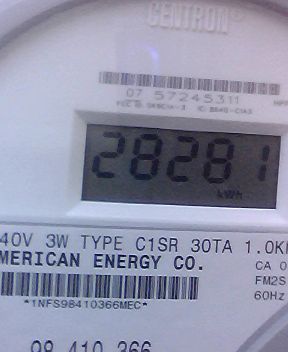 CENTRON®
07 57245311
28281
kWh
40V 3W TYPE C1SR 30TA 1.0K
MERICAN ENERGY CO.
CA 0
FM2S
60Hz
*1NFS98410366MEC*
98 410 366